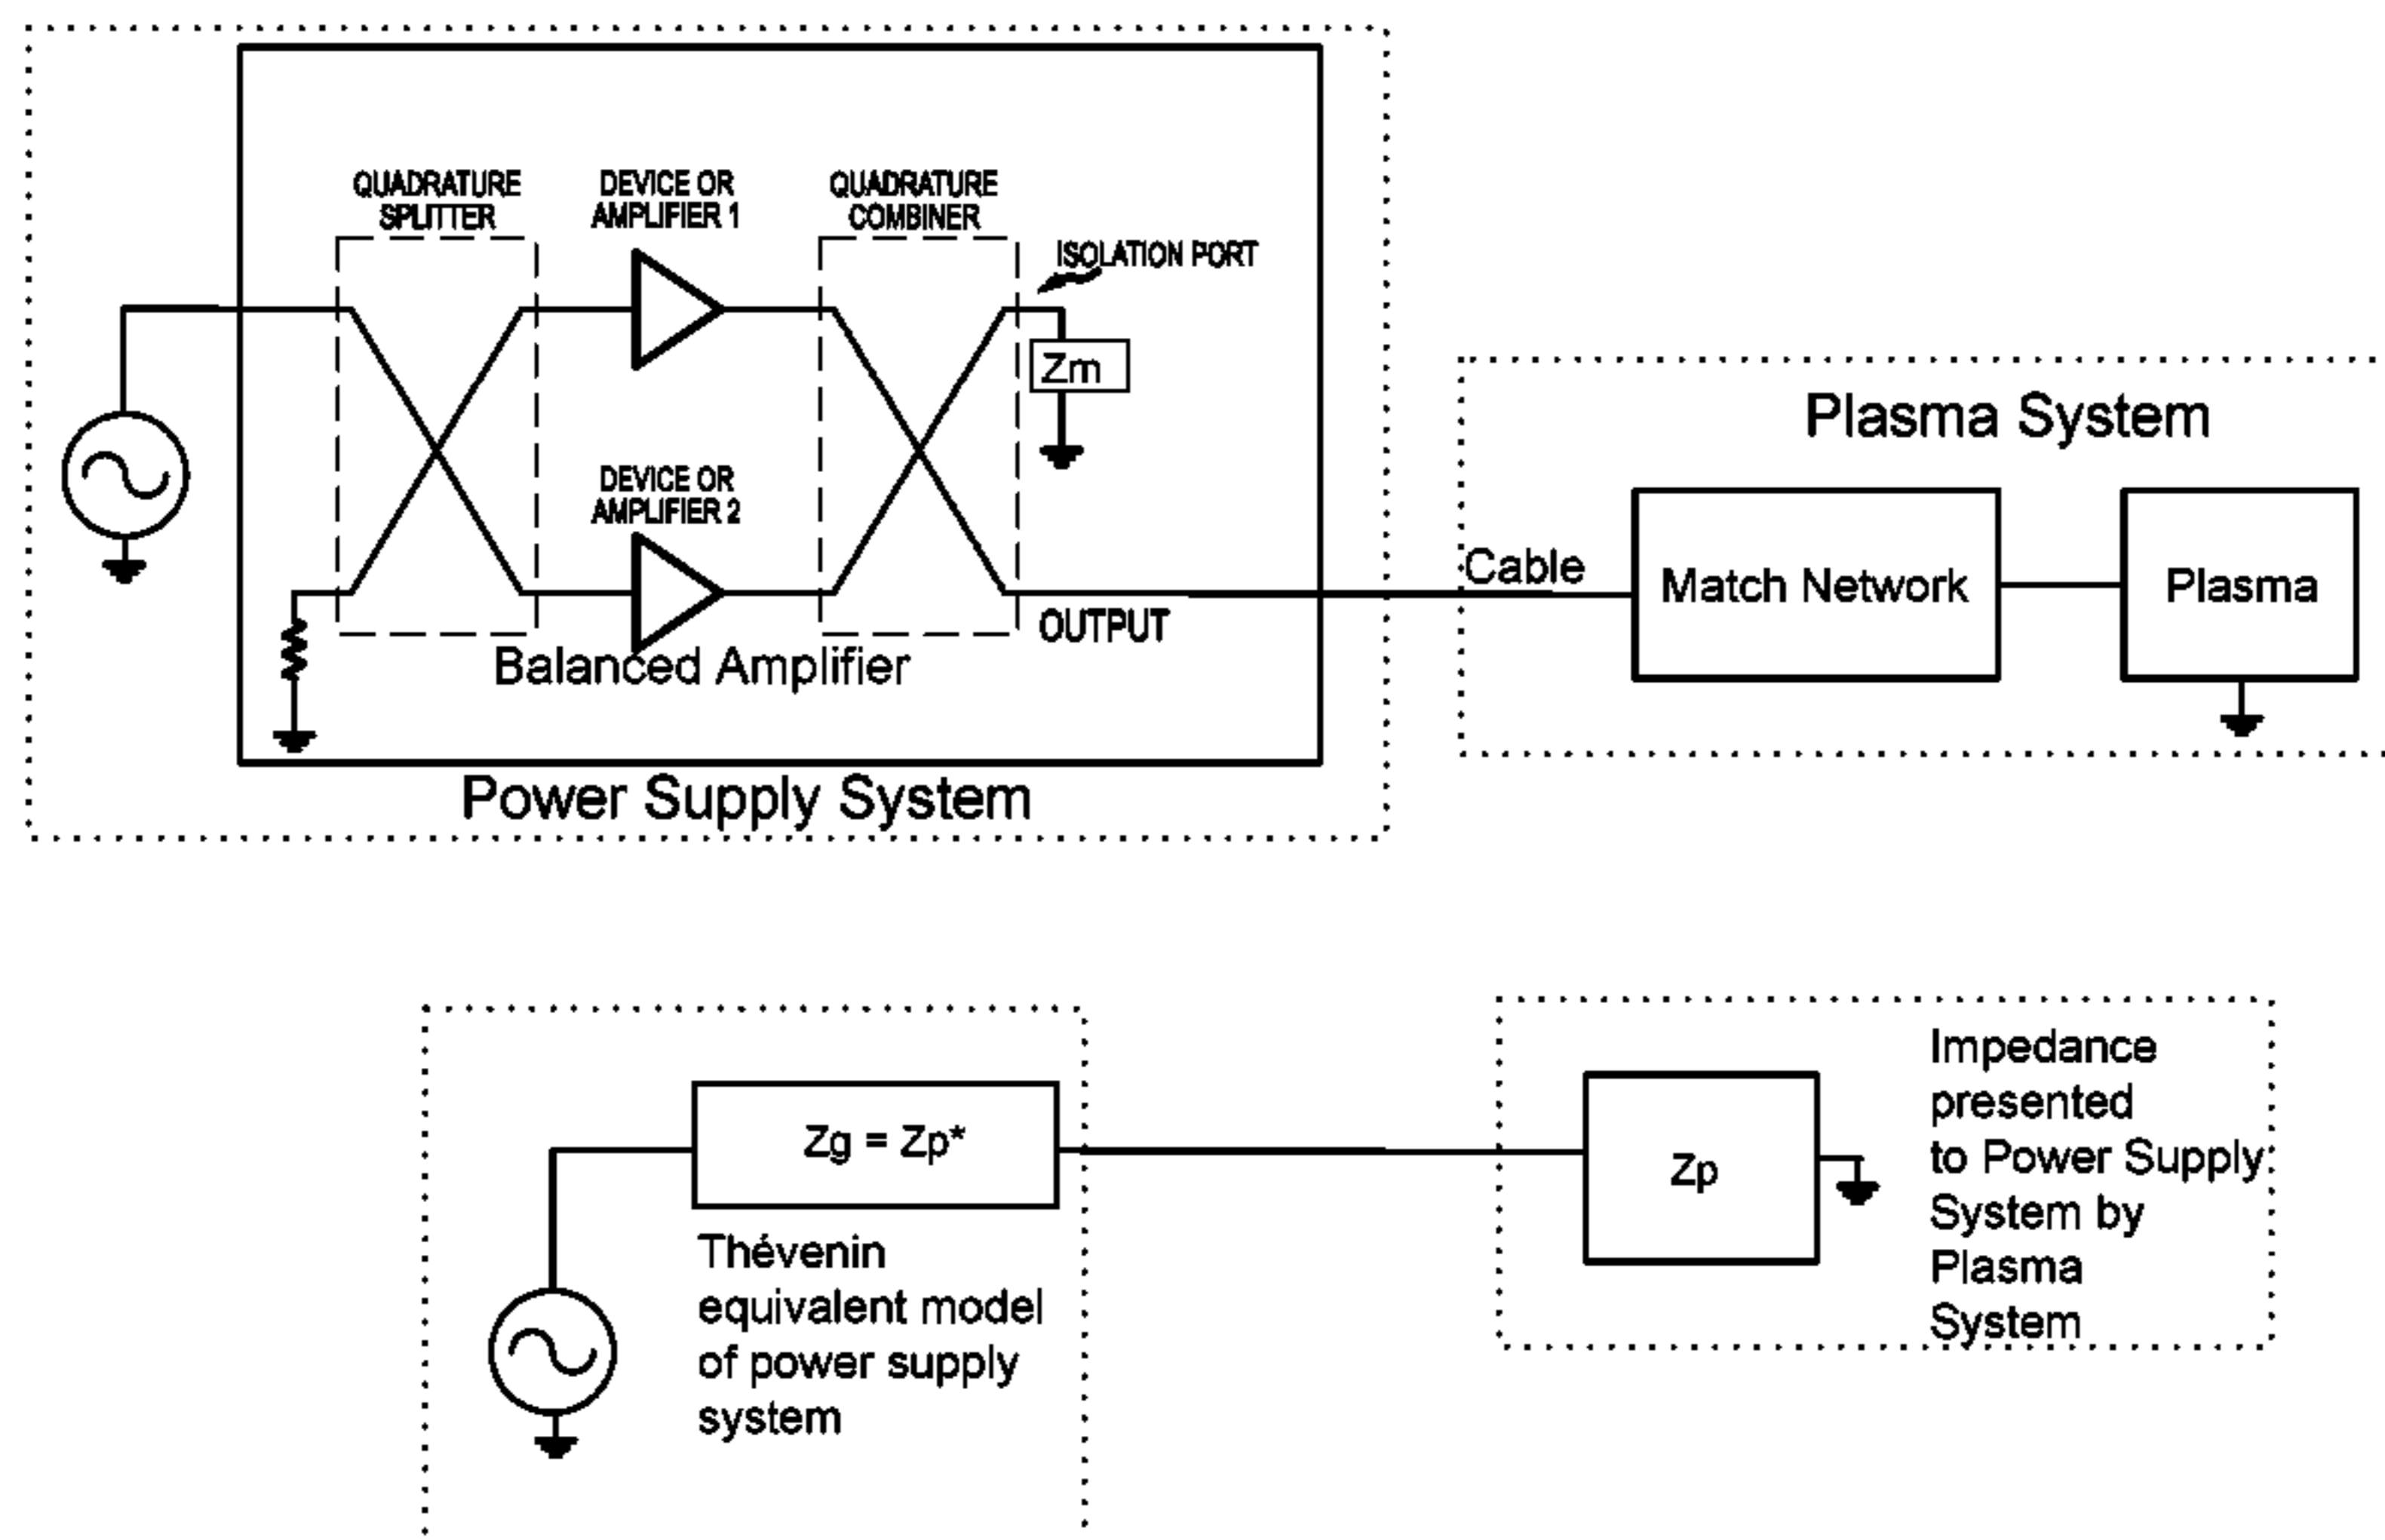 QUADRATURE
SPLITTER
DEVICE OR
AMPLIFIER 1
QUADRATURE
COMBINER
ISOLATION PORT
Zm
DEVICE OR
AMPLIFIER 2
OUTPUT
Balanced Amplifier
Power Supply System
Plasma System
Cable
Match Network
Plasma
Zg = Zp*
Thévenin
equivalent model
of power supply
system
Zp
Impedance
presented
to Power Supply
System by
Plasma
System